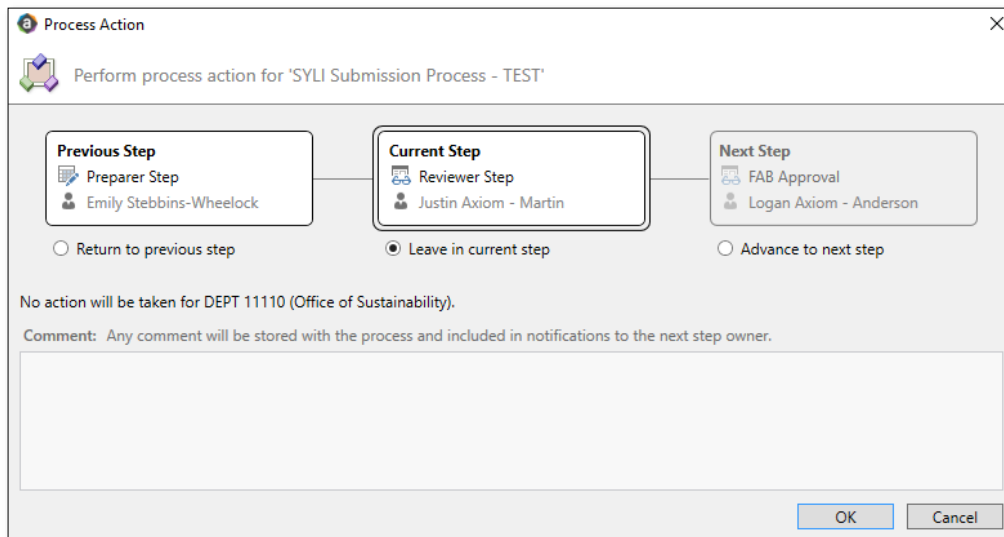 Process Action
Perform process action for 'SYLI Submission Process - TEST'
Previous Step
Preparer Step
Emily Stebbins-Wheelock
Current Step
Reviewer Step
Justin Axiom - Martin
Next Step
FAB Approval
Logan Axiom - Anderson
Return to previous step
Leave in current step
Advance to next step
No action will be taken for DEPT 11110 (Office of Sustainability).
Comment: Any comment will be stored with the process and included in notifications to the next step owner.
OK
Cancel